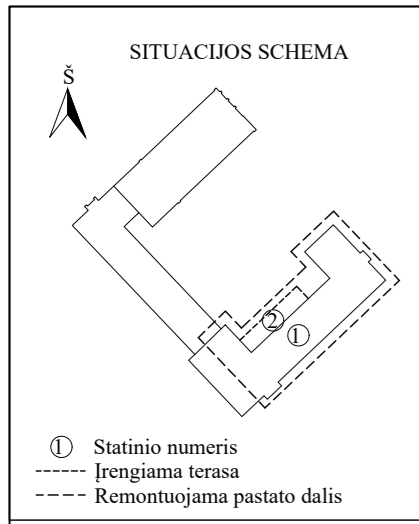 SITUACIJOS SCHEMA
Š
2
1
1 Statinio numeris
Įrengiama terasa
Remontuojama pastato dalis